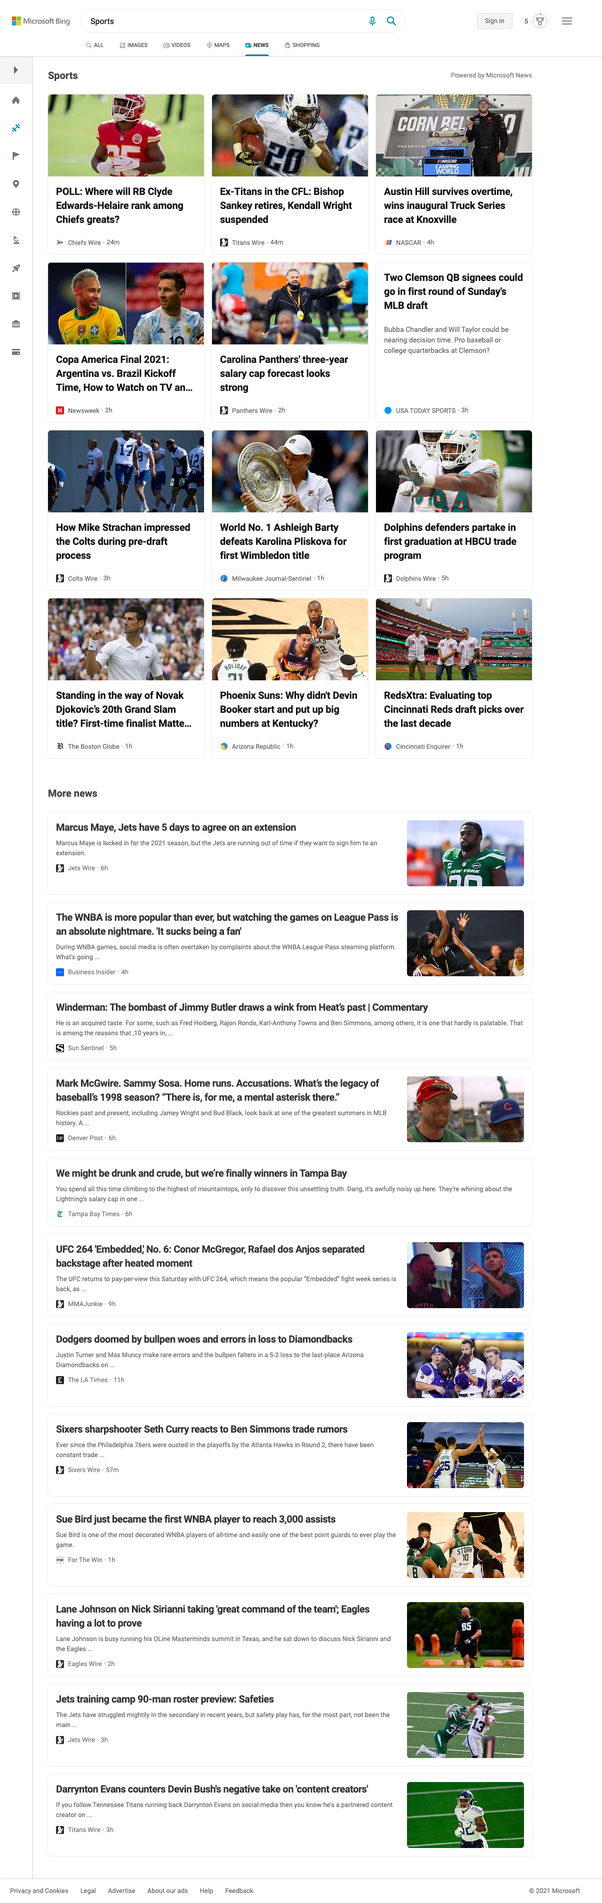 Microsoft Bing
Sports
Sign in
5
ALL
IMAGES
VIDEOS
MAPS
NEWS
SHOPPING
Sports
Powered by Microsoft News
POLL: Where will RB Clyde
Edwards-Helaire rank among
Chiefs greats?
Chiefs Wire · 24m
Ex-Titans in the CFL: Bishop
Sankey retires, Kendall Wright
suspended
Titans Wire · 44m
Austin Hill survives overtime,
wins inaugural Truck Series
race at Knoxville
NASCAR · 4h
Copa America Final 2021:
Argentina vs. Brazil Kickoff
Time, How to Watch on TV an...
Newsweek · 2h
Carolina Panthers' three-year
salary cap forecast looks
strong
Panthers Wire · 2h
Two Clemson QB signees could
go in first round of Sunday's
MLB draft
Bubba Chandler and Will Taylor could be
nearing decision time. Pro baseball or
college quarterbacks at Clemson?
USA TODAY SPORTS · 3h
How Mike Strachan impressed
the Colts during pre-draft
process
Colts Wire · 3h
World No. 1 Ashleigh Barty
defeats Karolina Pliskova for
first Wimbledon title
Milwaukee Journal-Sentinel · 1h
Dolphins defenders partake in
first graduation at HBCU trade
program
Dolphins Wire · 5h
Standing in the way of Novak
Djokovic's 20th Grand Slam
title? First-time finalist Matte...
The Boston Globe · 1h
Phoenix Suns: Why didn't Devin
Booker start and put up big
numbers at Kentucky?
Arizona Republic · 1h
RedsXtra: Evaluating top
Cincinnati Reds draft picks over
the last decade
Cincinnati Enquirer · 1h
More news
Marcus Maye, Jets have 5 days to agree on an extension
Marcus Maye is locked in for the 2021 season, but the Jets are running out of time if they want to sign him to an
extension.
Jets Wire · 6h
The WNBA is more popular than ever, but watching the games on League Pass is
an absolute nightmare. 'It sucks being a fan'
During WNBA games, social media is often overtaken by complaints about the WNBA League Pass steaming platform.
What's going ...
Business Insider · 4h
Winderman: The bombast of Jimmy Butler draws a wink from Heat's past | Commentary
He is an acquired taste. For some, such as Fred Hoiberg, Rajon Rondo, Karl-Anthony Towns and Ben Simmons, among others, it is one that hardly is palatable. That
is among the reasons that ,10 years in, ...
Sun Sentinel · 5h
Mark McGwire. Sammy Sosa. Home runs. Accusations. What's the legacy of
baseball's 1998 season? "There is, for me, a mental asterisk there."
Rockies past and present, including Jamey Wright and Bud Black, look back at one of the greatest summers in MLB
history. A ...
Denver Post · 6h
We might be drunk and crude, but we're finally winners in Tampa Bay
You spend all this time climbing to the highest of mountaintops, only to discover this unsettling truth. Dang, it's awfully noisy up here. They're whining about the
Lightning's salary cap in one ...
Tampa Bay Times · 6h
UFC 264 'Embedded,' No. 6: Conor McGregor, Rafael dos Anjos separated
backstage after heated moment
The UFC returns to pay-per-view this Saturday with UFC 264, which means the popular "Embedded" fight week series is
back, as ...
MMAJunkie · 9h
Dodgers doomed by bullpen woes and errors in loss to Diamondbacks
Justin Turner and Max Muncy make rare errors and the bullpen falters in a 5-2 loss to the last-place Arizona
Diamondbacks on ...
The LA Times · 11h
Sixers sharpshooter Seth Curry reacts to Ben Simmons trade rumors
Ever since the Philadelphia 76ers were ousted in the playoffs by the Atlanta Hawks in Round 2, there have been
constant trade ...
Sixers Wire · 57m
Sue Bird just became the first WNBA player to reach 3,000 assists
Sue Bird is one of the most decorated WNBA players of all-time and easily one of the best point guards to ever play the
game.
For The Win · 1h
Lane Johnson on Nick Sirianni taking 'great command of the team'; Eagles
having a lot to prove
Lane Johnson is busy running his OLine Masterminds summit in Texas, and he sat down to discuss Nick Sirianni and
the Eagles ...
Eagles Wire · 2h
Jets training camp 90-man roster preview: Safeties
The Jets have struggled mightily in the secondary in recent years, but safety play has, for the most part, not been the
main ...
Jets Wire · 3h
Darrynton Evans counters Devin Bush's negative take on 'content creators'
If you follow Tennessee Titans running back Darrynton Evans on social media then you know he's a partnered content
creator on ...
Titans Wire · 3h
Privacy and Cookies
Legal
Advertise
About our ads
Help
Feedback
© 2021 Microsoft